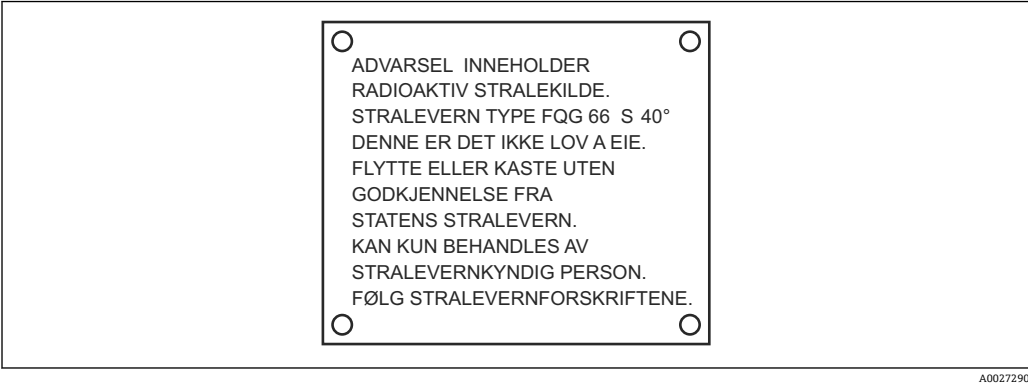 ADVARSEL INNEHOLDER
RADIOAKTIV STRALEKILDE.
STRALEVERN TYPE FQG 66 S 40°
DENNE ER DET IKKE LOV A EIE.
FLYTTE ELLER KASTE UTEN
GODKJENNELSE FRA
STATENS STRALEVERN.
KAN KUN BEHANDLES AV
STRALEVERNKYNDIG PERSON.
FØLG STRALEVERNFORSKRIFTENE.
A0027290